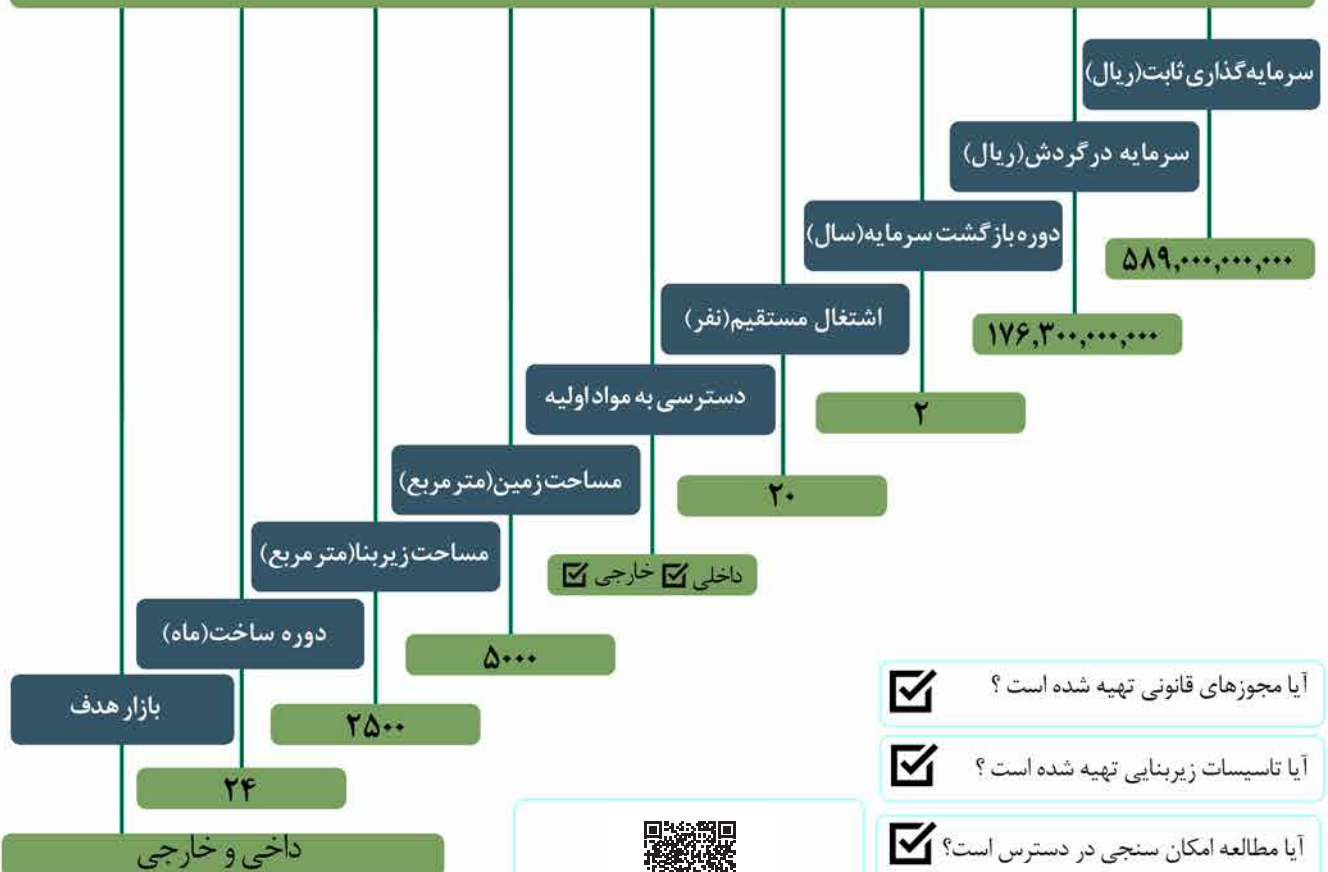 سرمایه‌گذاری ثابت(ریال)
۵۸۹,۰۰۰,۰۰۰,۰۰۰
سرمایه در گردش(ریال)
۱۷۶,۳۰۰,۰۰۰,۰۰۰
دوره بازگشت سرمایه(سال)
۲
اشتغال مستقیم(نفر)
۲۰
دسترسی به مواد اولیه
داخلی ☑ خارجی ☑
مساحت زمین(متر مربع)
۵۰۰۰
مساحت زیربنا(متر مربع)
۲۵۰۰
دوره ساخت(ماه)
۲۴
بازار هدف
داخی و خارجی
آیا مجوزهای قانونی تهیه شده است ؟ ☑
آیا تاسیسات زیربنایی تهیه شده است ؟ ☑
آیا مطالعه امکان سنجی در دسترس است؟ ☑